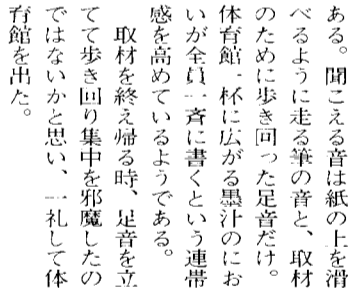 ある。聞こえる音は紙の上を滑
べるように走る筆の音と、取材
のために歩き回った足音だけ。
体育館一杯に広がる墨汁のにお
いが全員一斉に書くという連帯
感を高めているようである。
　取材を終え帰る時、足音を立
てて歩き回り集中を邪魔したの
ではないかと思い、一礼して体
育館を出た。